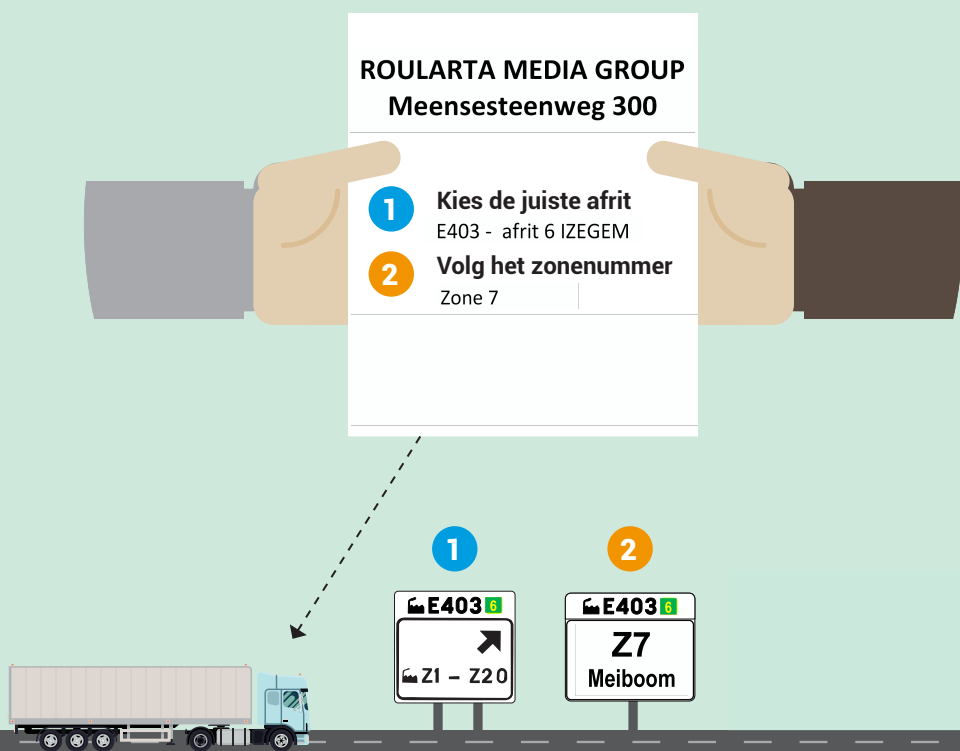 ROULARTA MEDIA GROUP
Meensesteenweg 300
1
Kies de juiste afrit
E403 - afrit 6 IZEGEM
2
Volg het zonenummer
Zone 7
1
2
E403 6
Z1 – Z20
E403 6
Z7
Meiboom